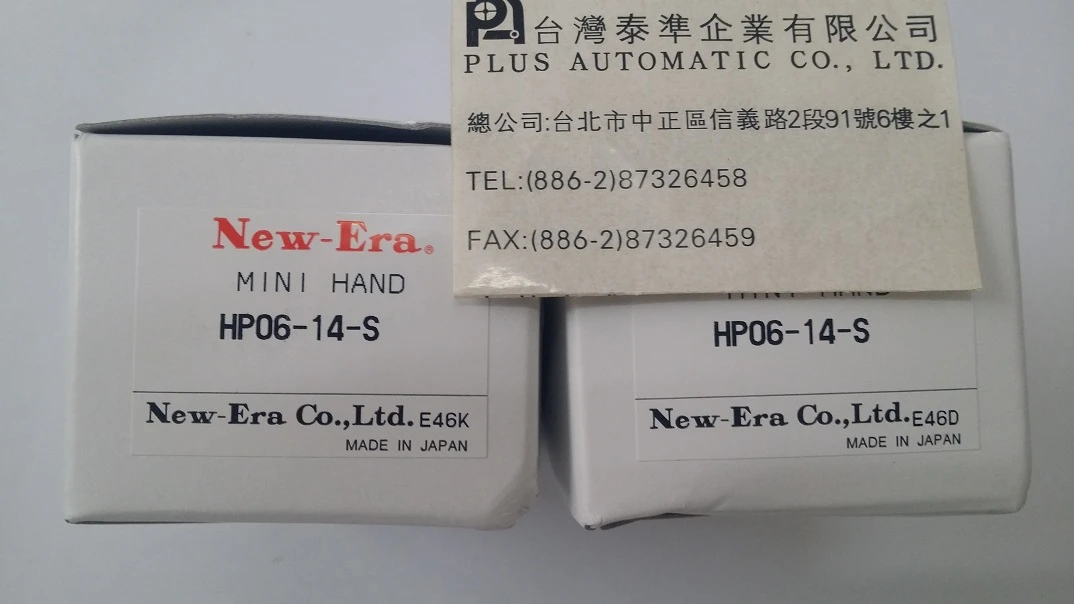 台灣泰準企業有限公司
PLUS AUTOMATIC CO., LTD.
總公司:台北市中正區信義路2段91號6樓之1
TEL:(886-2)87326458
FAX:(886-2)87326459
New-Era®
MINI HAND
HP06-14-S
New-Era Co.,Ltd. E46K
MADE IN JAPAN
MINI HAND
HP06-14-S
New-Era Co.,Ltd. E46D
MADE IN JAPAN